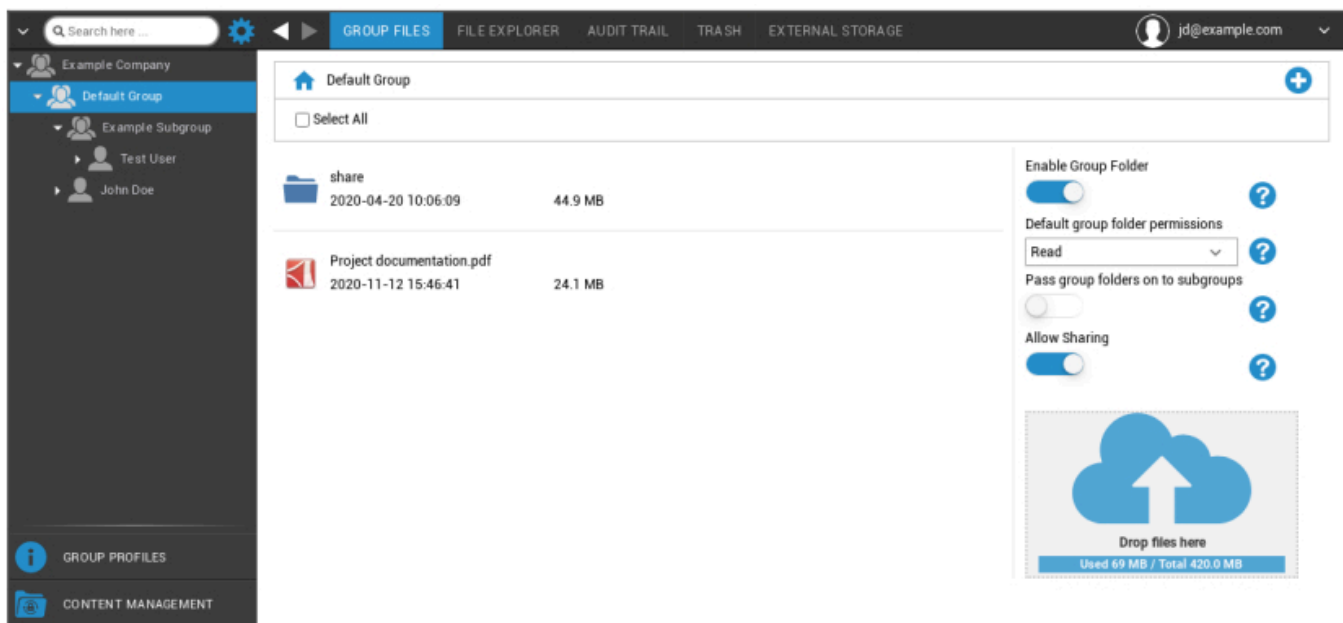 Search here ...
GROUP FILES FILE EXPLORER AUDIT TRAIL TRASH EXTERNAL STORAGE
jd@example.com
Example Company
Default Group
Example Subgroup
Test User
John Doe
GROUP PROFILES
CONTENT MANAGEMENT
Default Group
Select All
share
2020-04-20 10:06:09 44.9 MB
Project documentation.pdf
2020-11-12 15:46:41 24.1 MB
Enable Group Folder
Default group folder permissions
Read
Pass group folders on to subgroups
Allow Sharing
Drop files here
Used 69 MB / Total 420.0 MB